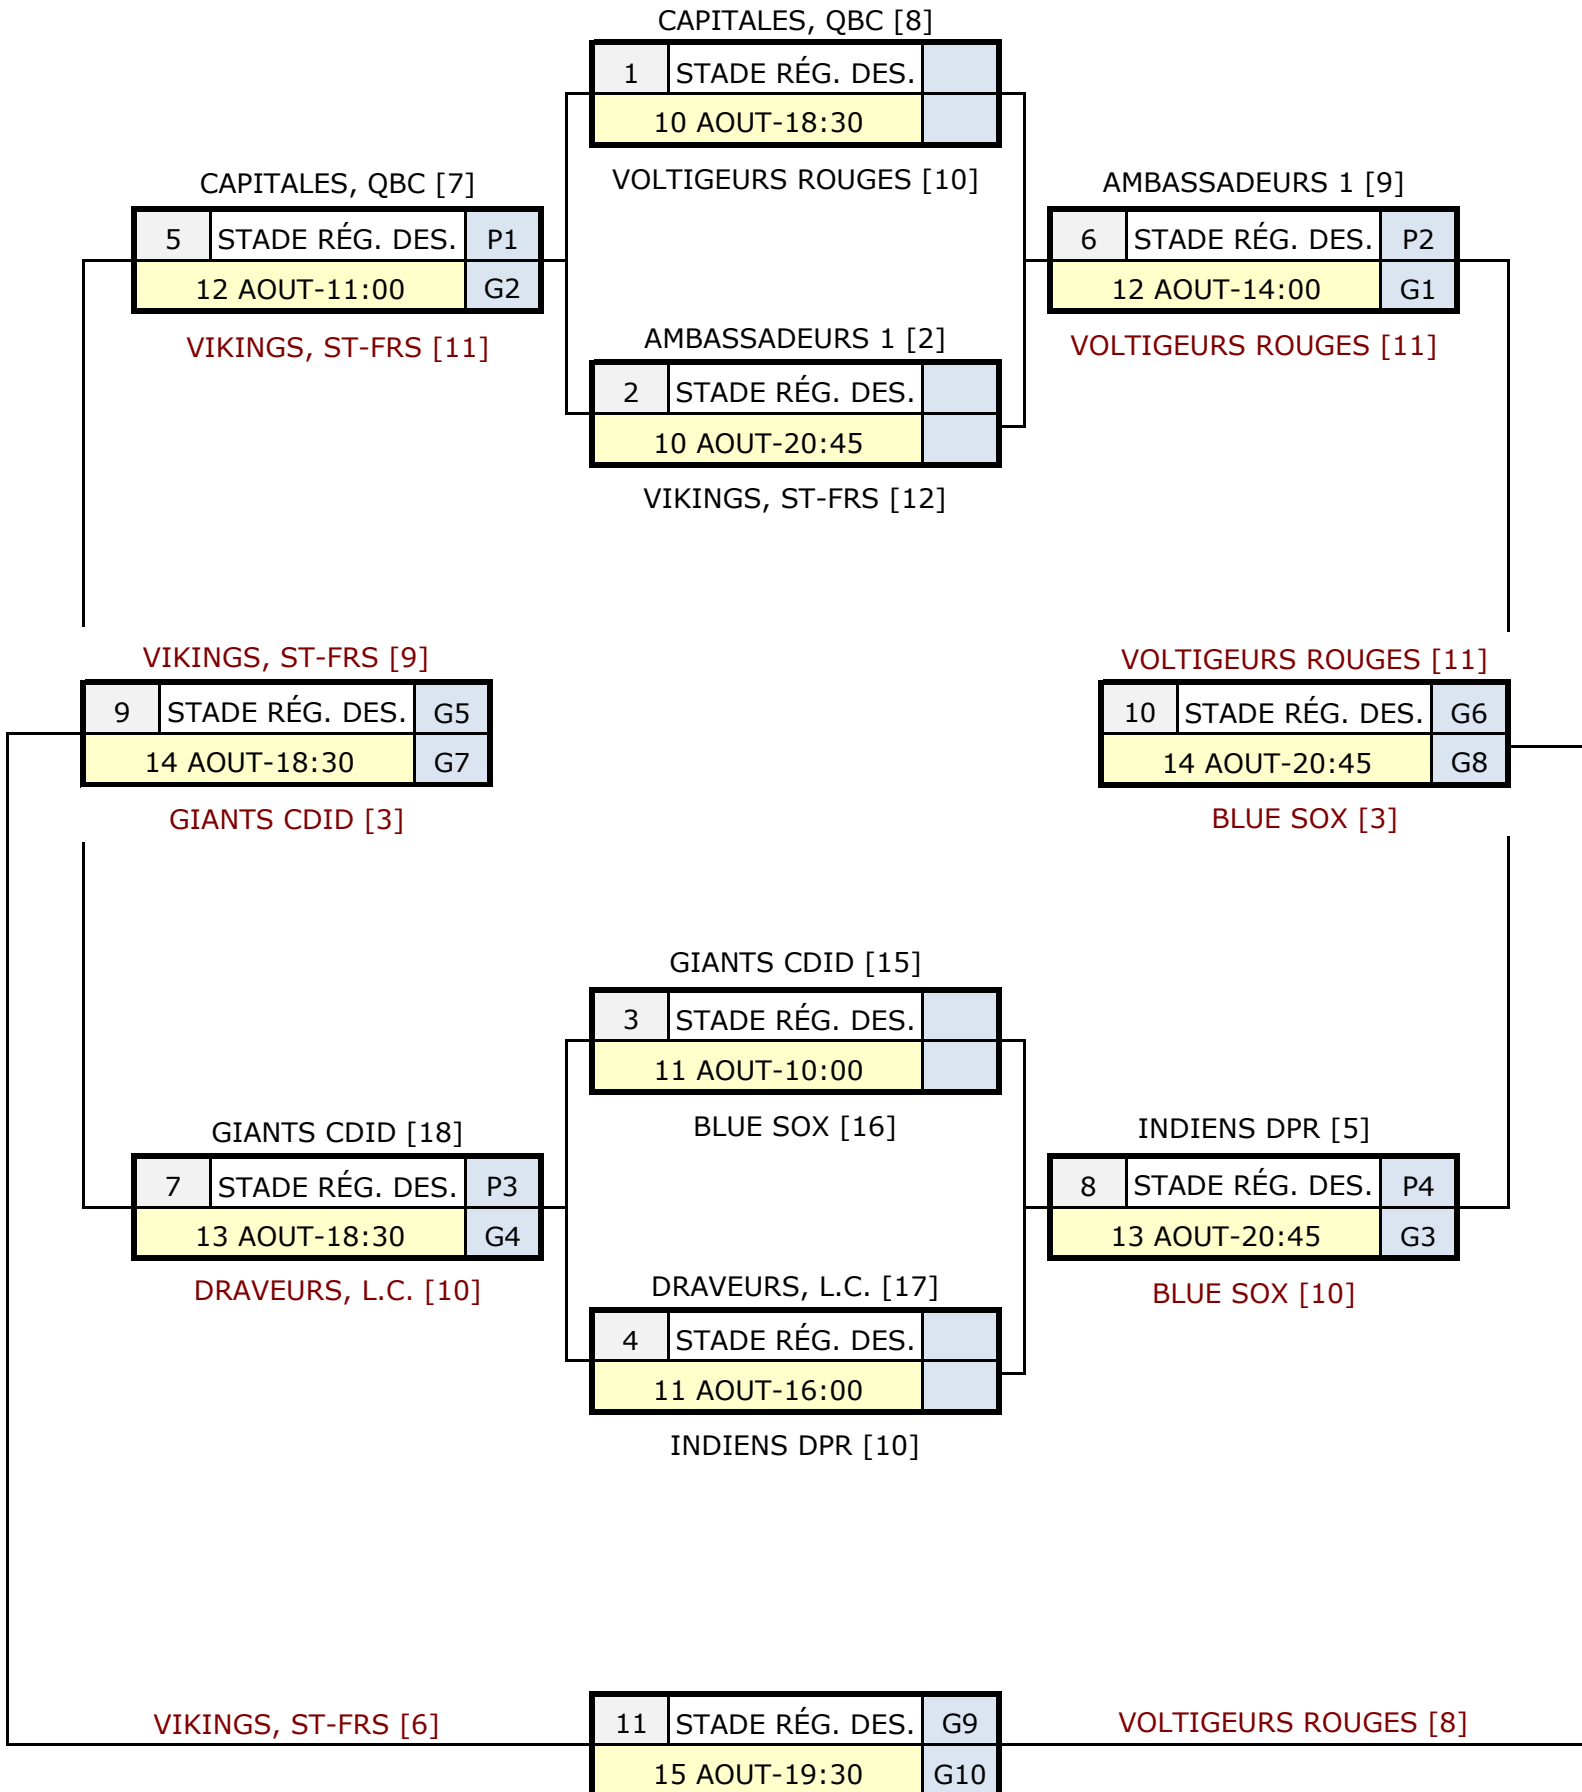 CAPITALES, QBC [8]
1 STADE RÉG. DES.
10 AOUT-18:30
VOLTIGEURS ROUGES [10]
CAPITALES, QBC [7]
5 STADE RÉG. DES. P1
12 AOUT-11:00 G2
VIKINGS, ST-FRS [11]
AMBASSADEURS 1 [9]
6 STADE RÉG. DES. P2
12 AOUT-14:00 G1
VOLTIGEURS ROUGES [11]
AMBASSADEURS 1 [2]
2 STADE RÉG. DES.
10 AOUT-20:45
VIKINGS, ST-FRS [12]
VIKINGS, ST-FRS [9]
9 STADE RÉG. DES. G5
14 AOUT-18:30 G7
GIANTS CDID [3]
VOLTIGEURS ROUGES [11]
10 STADE RÉG. DES. G6
14 AOUT-20:45 G8
BLUE SOX [3]
GIANTS CDID [15]
3 STADE RÉG. DES.
11 AOUT-10:00
BLUE SOX [16]
GIANTS CDID [18]
7 STADE RÉG. DES. P3
13 AOUT-18:30 G4
DRAVEURS, L.C. [10]
INDIENS DPR [5]
8 STADE RÉG. DES. P4
13 AOUT-20:45 G3
BLUE SOX [10]
DRAVEURS, L.C. [17]
4 STADE RÉG. DES.
11 AOUT-16:00
INDIENS DPR [10]
VIKINGS, ST-FRS [6]
11 STADE RÉG. DES. G9
15 AOUT-19:30 G10
VOLTIGEURS ROUGES [8]